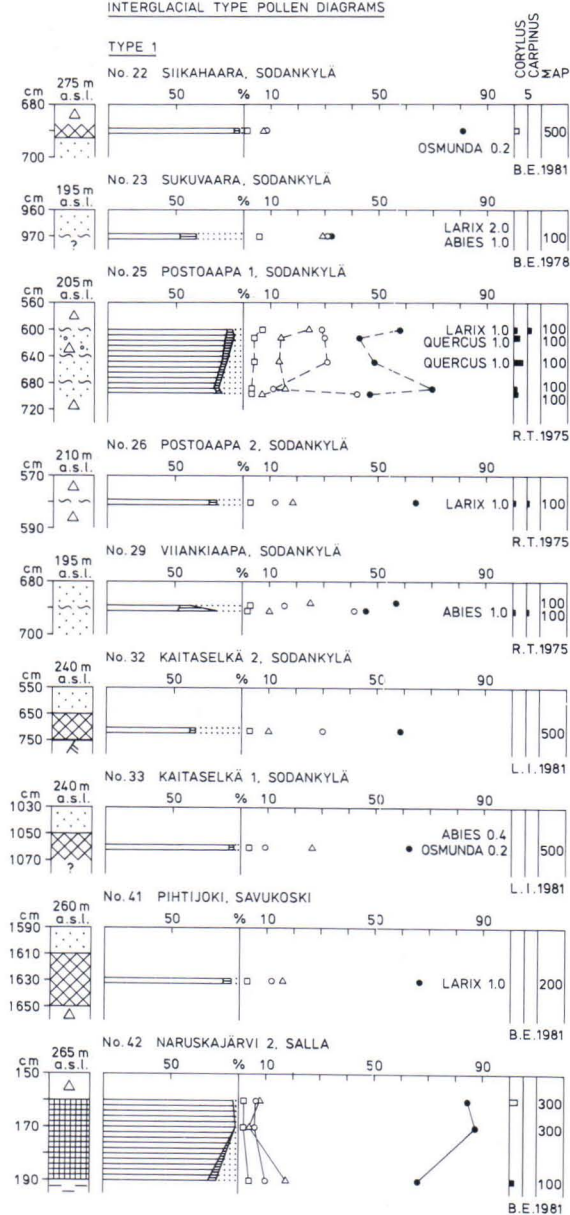 INTERGLACIAL TYPE POLLEN DIAGRAMS
TYPE 1
CORYLUS
CARPINUS
No. 22 SIIKAHAARA, SODANKYLÄ
275 m
a.s.l.
cm 50 % 10 50 90 5 ΣAP
680
700
500
OSMUNDA 0.2
B.E.1981
No. 23 SUKUVAARA, SODANKYLÄ
195 m
a.s.l.
cm 50 % 10 50 90
960
970
?
LARIX 2.0
ABIES 1.0
100
B.E.1978
No. 25 POSTOAAPA 1, SODANKYLÄ
205 m
a.s.l.
cm 50 % 10 50 90
560
600
640
680
720
LARIX 1.0 100
QUERCUS 1.0 100
QUERCUS 1.0 100
100
100
R.T.1975
No. 26 POSTOAAPA 2, SODANKYLÄ
210 m
a.s.l.
cm 50 % 10 50 90
570
590
LARIX 1.0 100
R.T.1975
No. 29 VIIANKIAAPA, SODANKYLÄ
195 m
a.s.l.
cm 50 % 10 50 90
680
700
100
ABIES 1.0 100
R.T.1975
No. 32 KAITASELKÄ 2, SODANKYLÄ
240 m
a.s.l.
cm 50 % 10 50 90
550
650
750
500
L.I.1981
No. 33 KAITASELKÄ 1, SODANKYLÄ
240 m
a.s.l.
cm 50 % 10 50 90
1030
1050
1070
?
ABIES 0.4
OSMUNDA 0.2 500
L.I.1981
No. 41 PIHTIJOKI, SAVUKOSKI
260 m
a.s.l.
cm 50 % 10 50 90
1590
1610
1630
1650
LARIX 1.0 200
B.E.1981
No. 42 NARUSKAJÄRVI 2, SALLA
265 m
a.s.l.
cm 50 % 10 50 90
150
170
190
300
300
100
B.E.1981